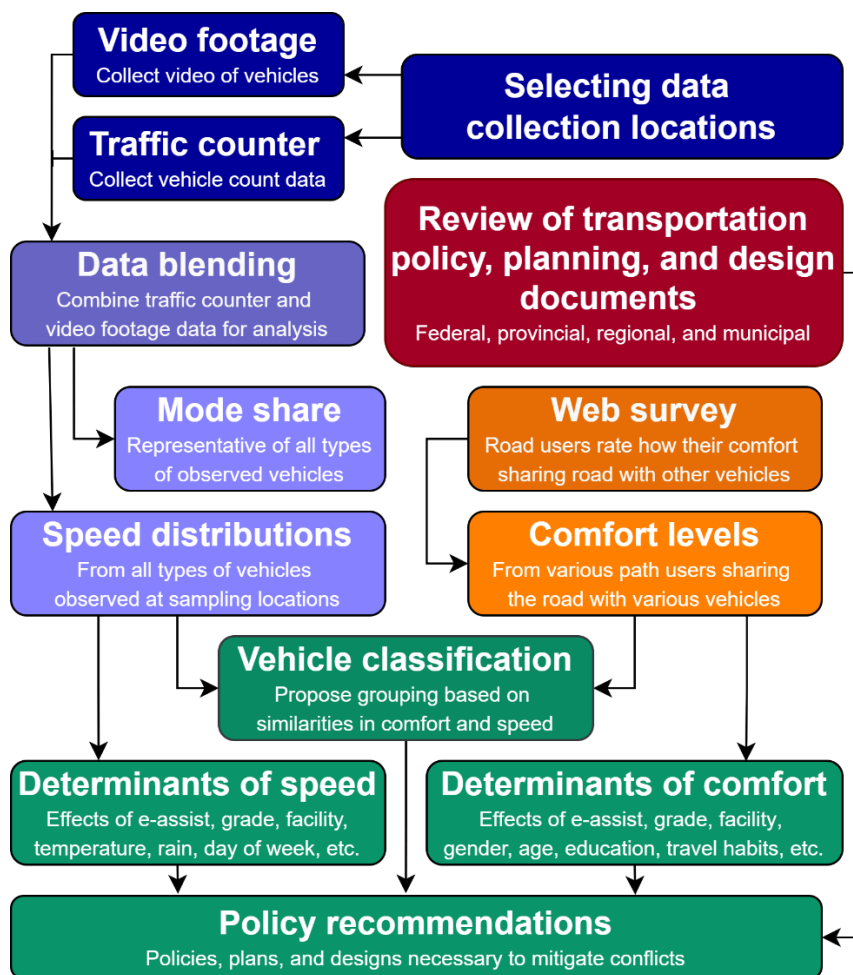 Video footage
Collect video of vehicles
Selecting data
collection locations
Traffic counter
Collect vehicle count data
Review of transportation
policy, planning, and design
documents
Federal, provincial, regional, and municipal
Data blending
Combine traffic counter and
video footage data for analysis
Mode share
Representative of all types
of observed vehicles
Web survey
Road users rate how their comfort
sharing road with other vehicles
Speed distributions
From all types of vehicles
observed at sampling locations
Comfort levels
From various path users sharing
the road with various vehicles
Vehicle classification
Propose grouping based on
similarities in comfort and speed
Determinants of speed
Effects of e-assist, grade, facility,
temperature, rain, day of week, etc.
Determinants of comfort
Effects of e-assist, grade, facility,
gender, age, education, travel habits, etc.
Policy recommendations
Policies, plans, and designs necessary to mitigate conflicts